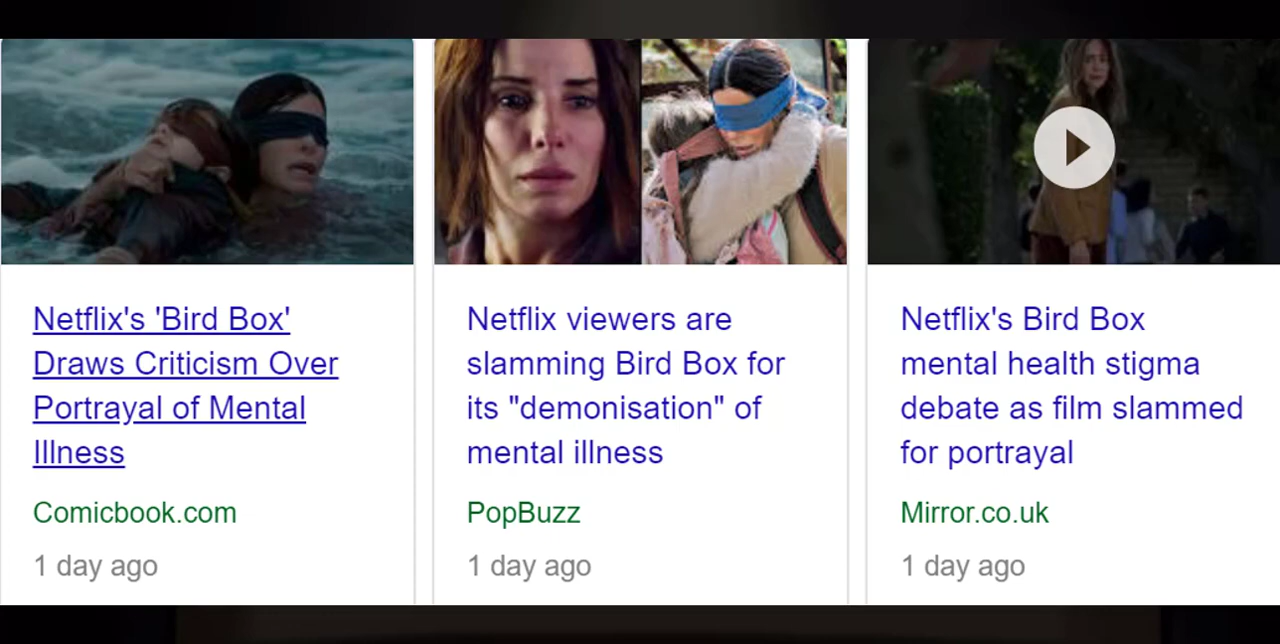 Netflix's 'Bird Box'
Draws Criticism Over
Portrayal of Mental
Illness
Comicbook.com
1 day ago
Netflix viewers are
slamming Bird Box for
its "demonisation" of
mental illness
PopBuzz
1 day ago
Netflix's Bird Box
mental health stigma
debate as film slammed
for portrayal
Mirror.co.uk
1 day ago